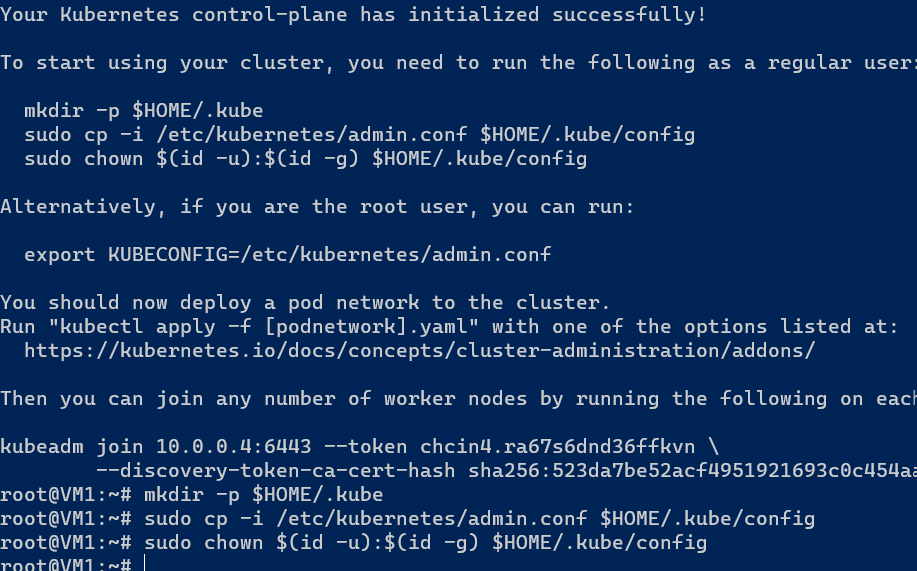 Your Kubernetes control-plane has initialized successfully!
To start using your cluster, you need to run the following as a regular user:
mkdir -p $HOME/.kube
sudo cp -i /etc/kubernetes/admin.conf $HOME/.kube/config
sudo chown $(id -u):$(id -g) $HOME/.kube/config
Alternatively, if you are the root user, you can run:
export KUBECONFIG=/etc/kubernetes/admin.conf
You should now deploy a pod network to the cluster.
Run "kubectl apply -f [podnetwork].yaml" with one of the options listed at:
https://kubernetes.io/docs/concepts/cluster-administration/addons/
Then you can join any number of worker nodes by running the following on each
kubeadm join 10.0.0.4:6443 --token chcin4.ra67s6dnd36ffkvn \
--discovery-token-ca-cert-hash sha256:523da7be52acf4951921693c0c454aa
root@VM1:~# mkdir -p $HOME/.kube
root@VM1:~# sudo cp -i /etc/kubernetes/admin.conf $HOME/.kube/config
root@VM1:~# sudo chown $(id -u):$(id -g) $HOME/.kube/config
root@VM1:~#